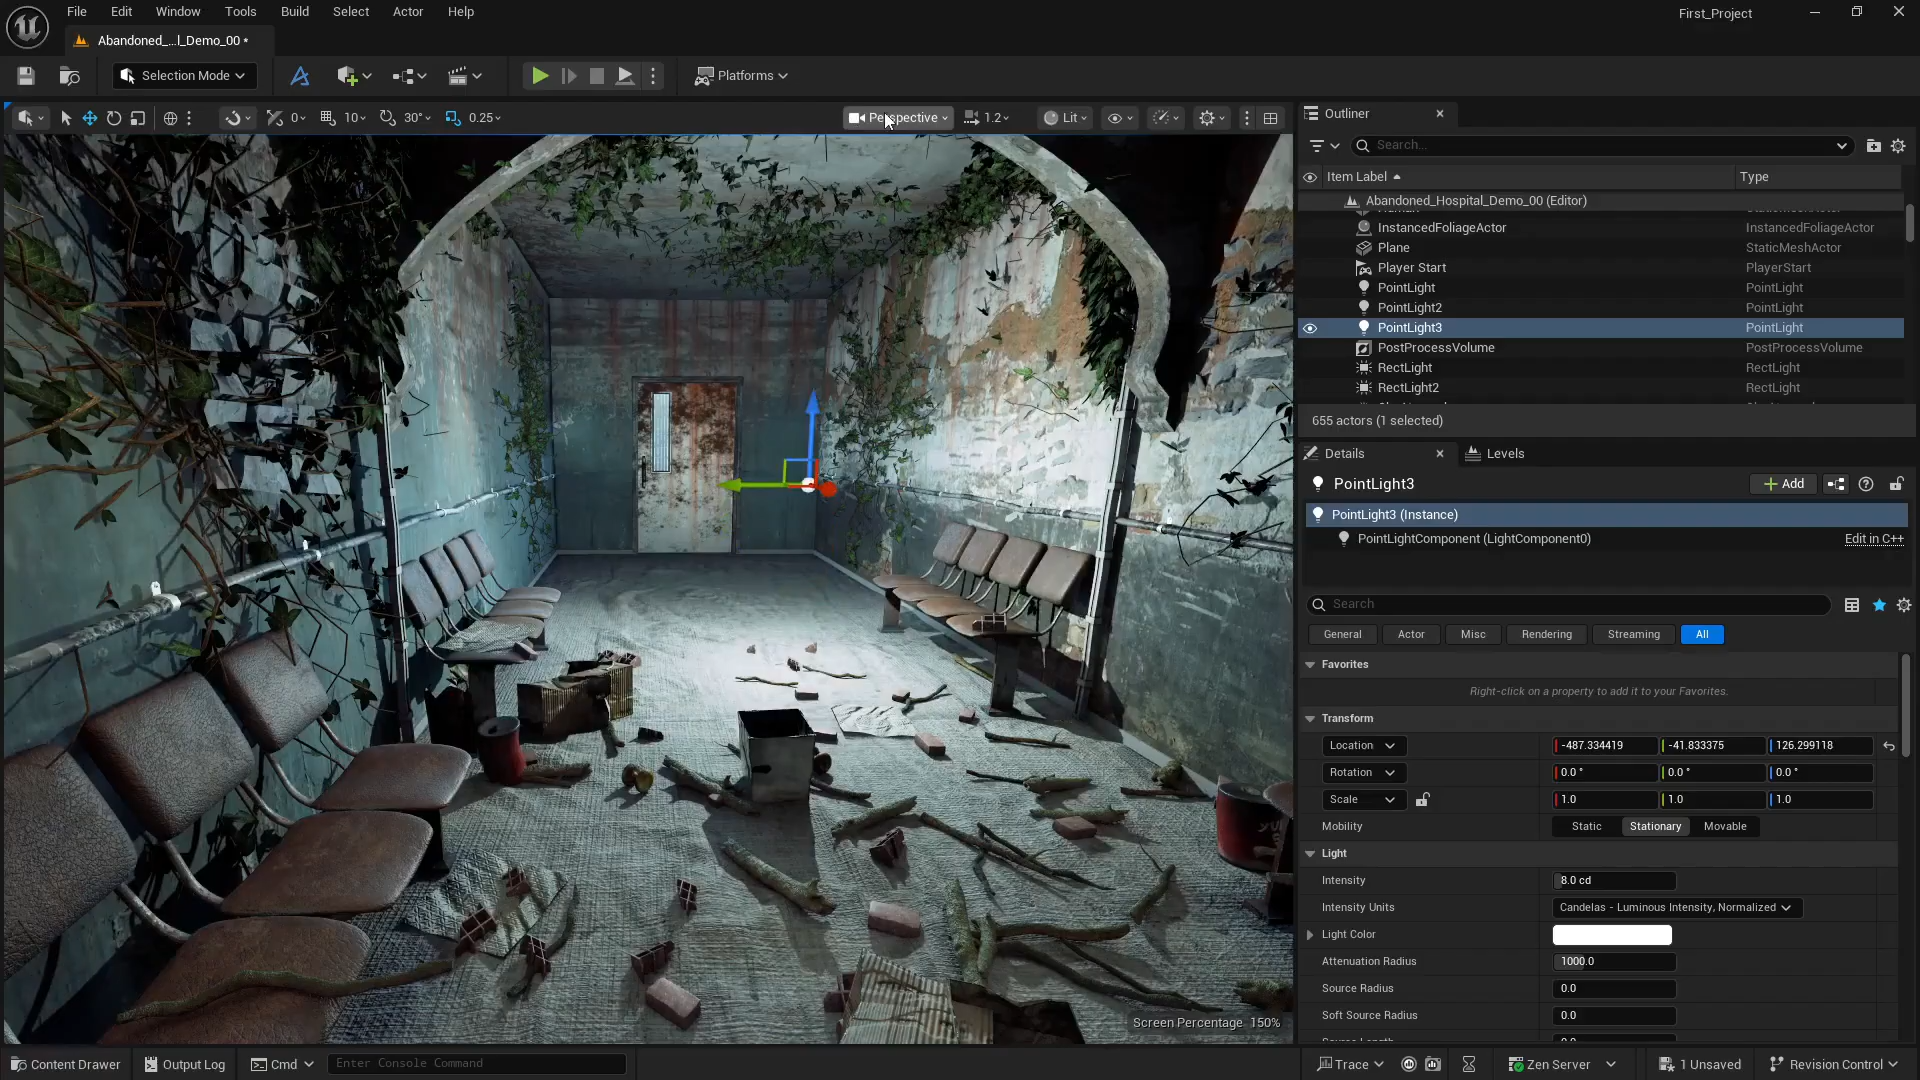 File Edit Window Tools Build Select Actor Help
First_Project
Abandoned_...l_Demo_00 *
Selection Mode
Platforms
0 10 30° 0.25
Perspective 1.2 Lit
Outliner
Search...
Item Label Type
Abandoned_Hospital_Demo_00 (Editor)
InstancedFoliageActor InstancedFoliageActor
Plane StaticMeshActor
Player Start PlayerStart
PointLight PointLight
PointLight2 PointLight
PointLight3 PointLight
PostProcessVolume PostProcessVolume
RectLight RectLight
RectLight2 RectLight
655 actors (1 selected)
Details Levels
PointLight3 Add
PointLight3 (Instance)
PointLightComponent (LightComponent0) Edit in C++
Search
General Actor Misc Rendering Streaming All
Favorites
Right-click on a property to add it to your Favorites.
Transform
Location -487.334419 -41.833375 126.299118
Rotation 0.0 ° 0.0 ° 0.0 °
Scale 1.0 1.0 1.0
Mobility Static Stationary Movable
Light
Intensity 8.0 cd
Intensity Units Candelas - Luminous Intensity, Normalized
Light Color
Attenuation Radius 1000.0
Source Radius 0.0
Soft Source Radius 0.0
Screen Percentage 150%
Content Drawer Output Log Cmd Enter Console Command
Trace Zen Server 1 Unsaved Revision Control